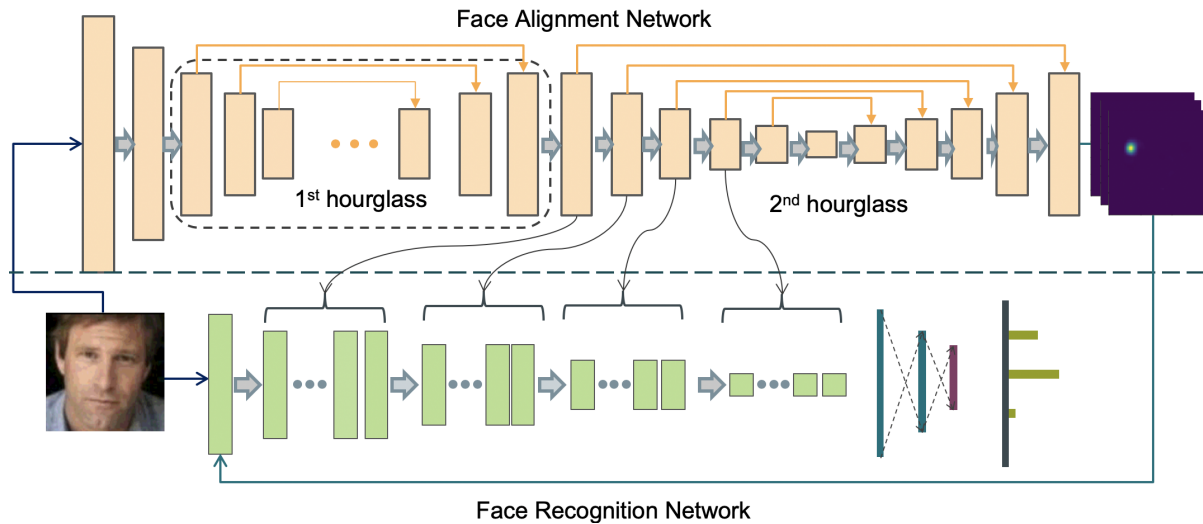 Face Alignment Network
1st hourglass
2nd hourglass
Face Recognition Network